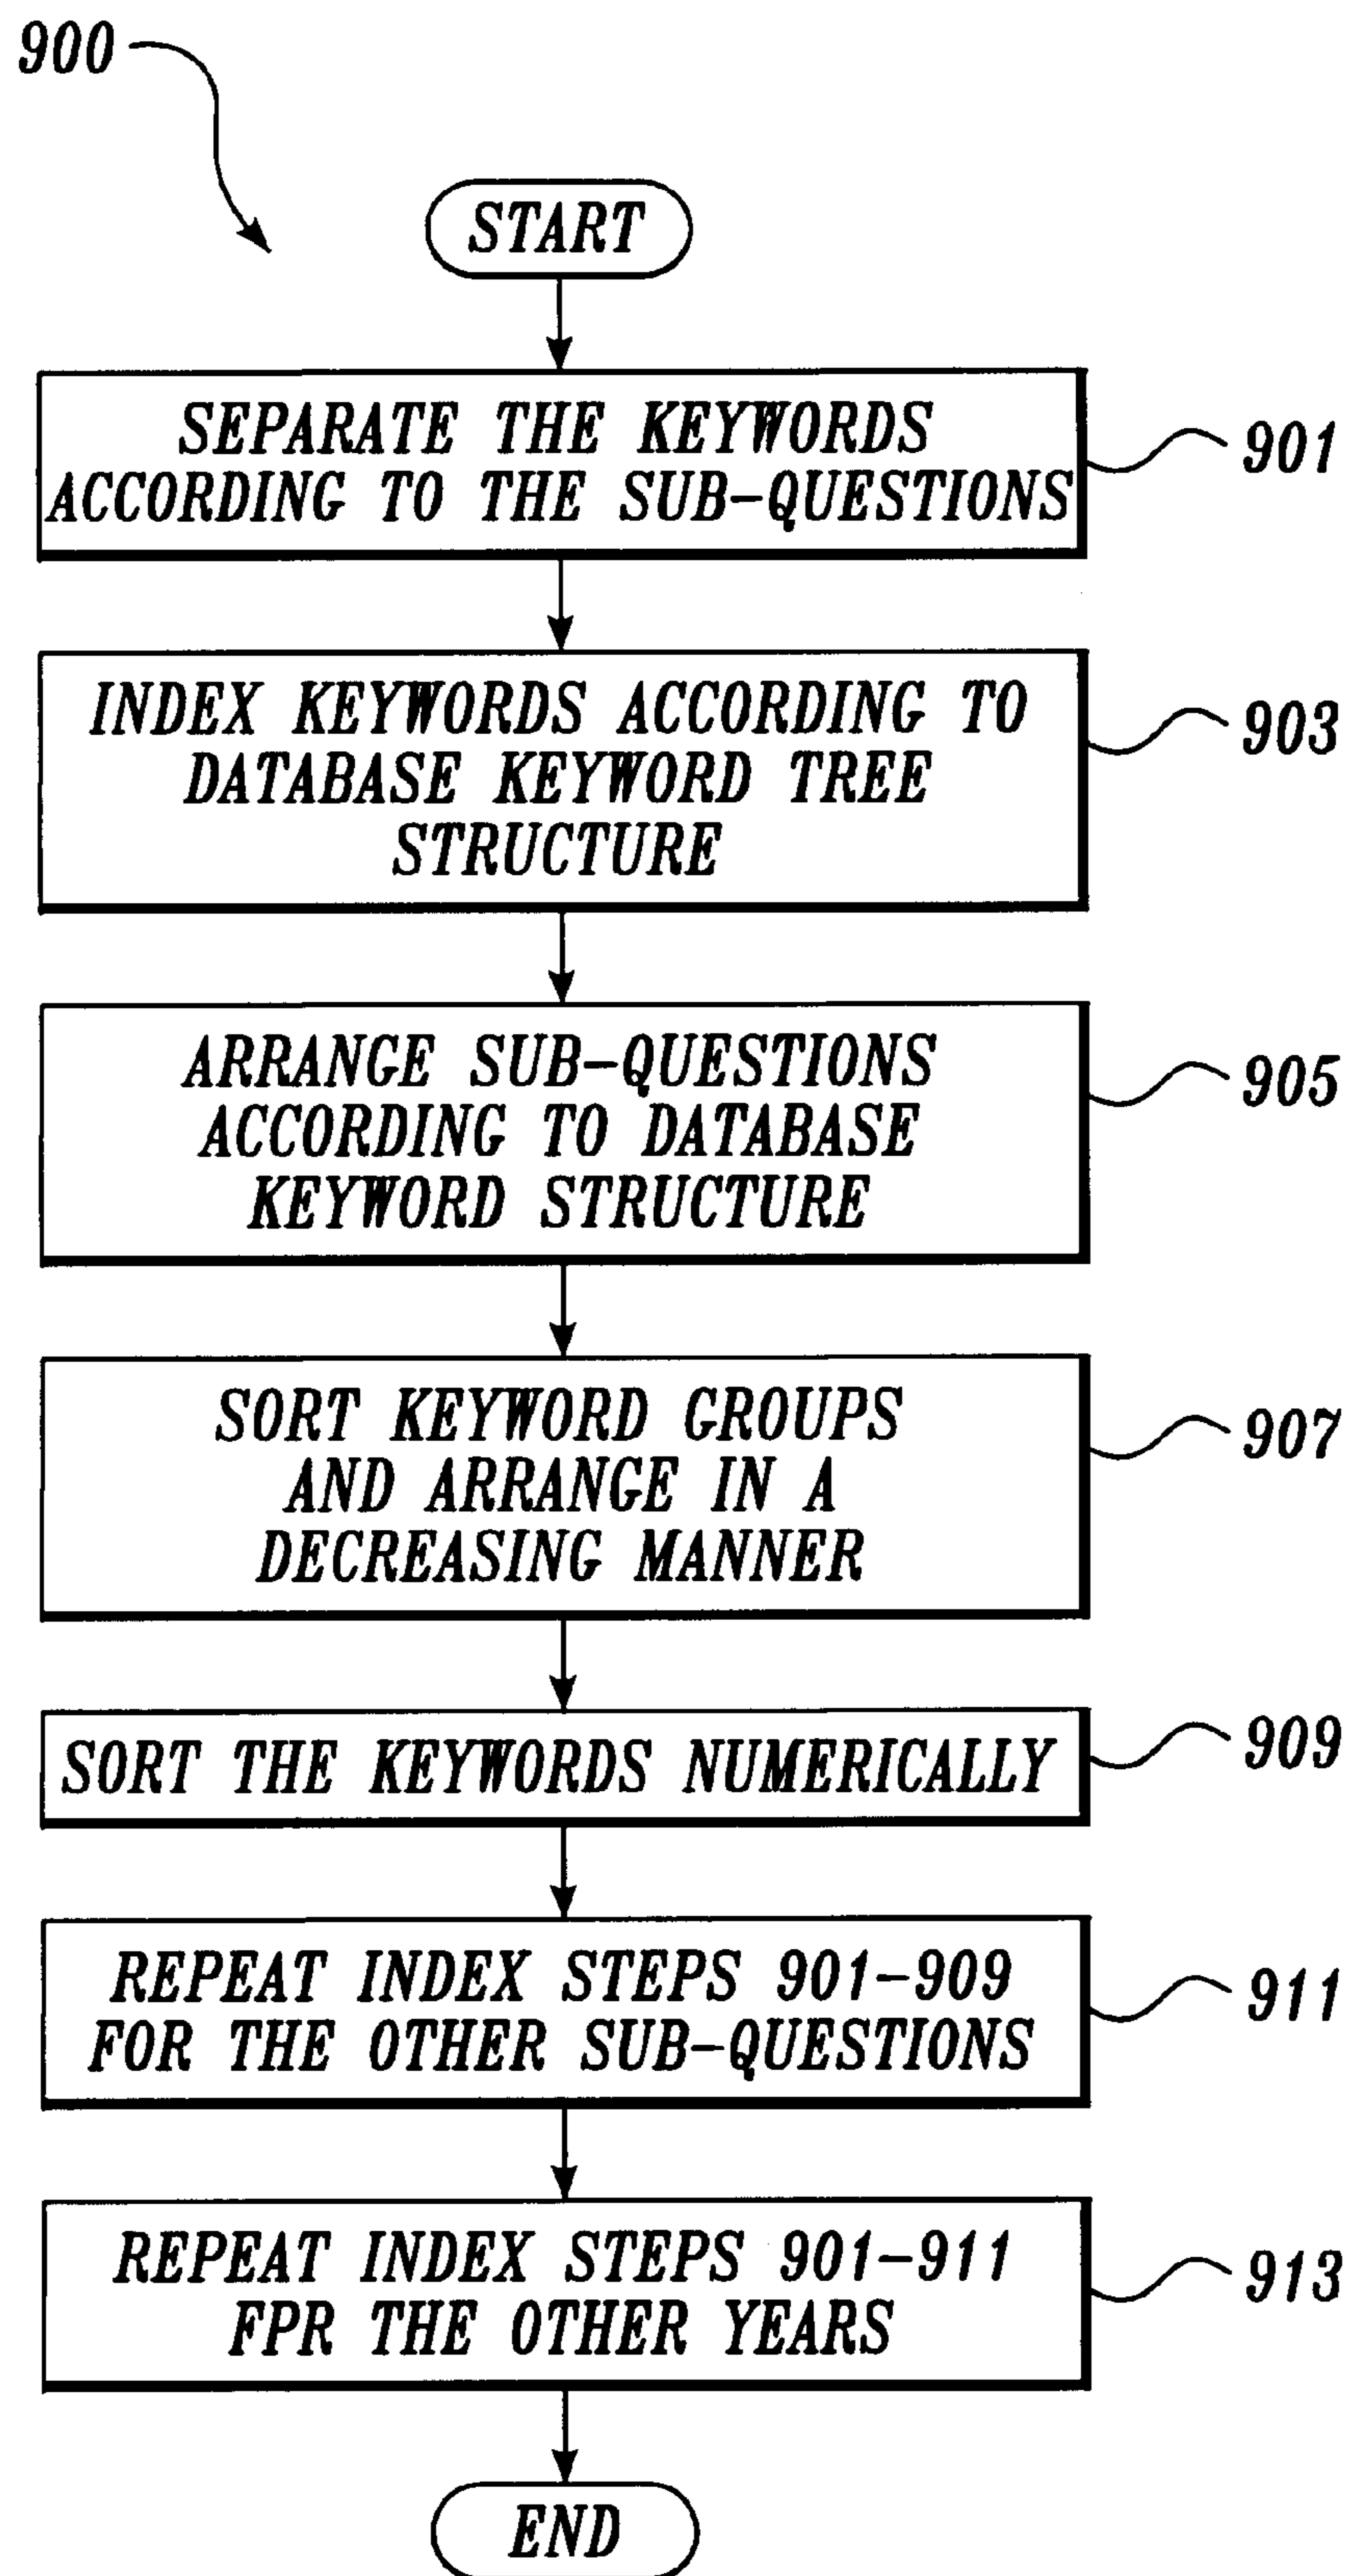 900
START
SEPARATE THE KEYWORDS
ACCORDING TO THE SUB-QUESTIONS
901
INDEX KEYWORDS ACCORDING TO
DATABASE KEYWORD TREE
STRUCTURE
903
ARRANGE SUB-QUESTIONS
ACCORDING TO DATABASE
KEYWORD STRUCTURE
905
SORT KEYWORD GROUPS
AND ARRANGE IN A
DECREASING MANNER
907
SORT THE KEYWORDS NUMERICALLY
909
REPEAT INDEX STEPS 901-909
FOR THE OTHER SUB-QUESTIONS
911
REPEAT INDEX STEPS 901-911
FPR THE OTHER YEARS
913
END